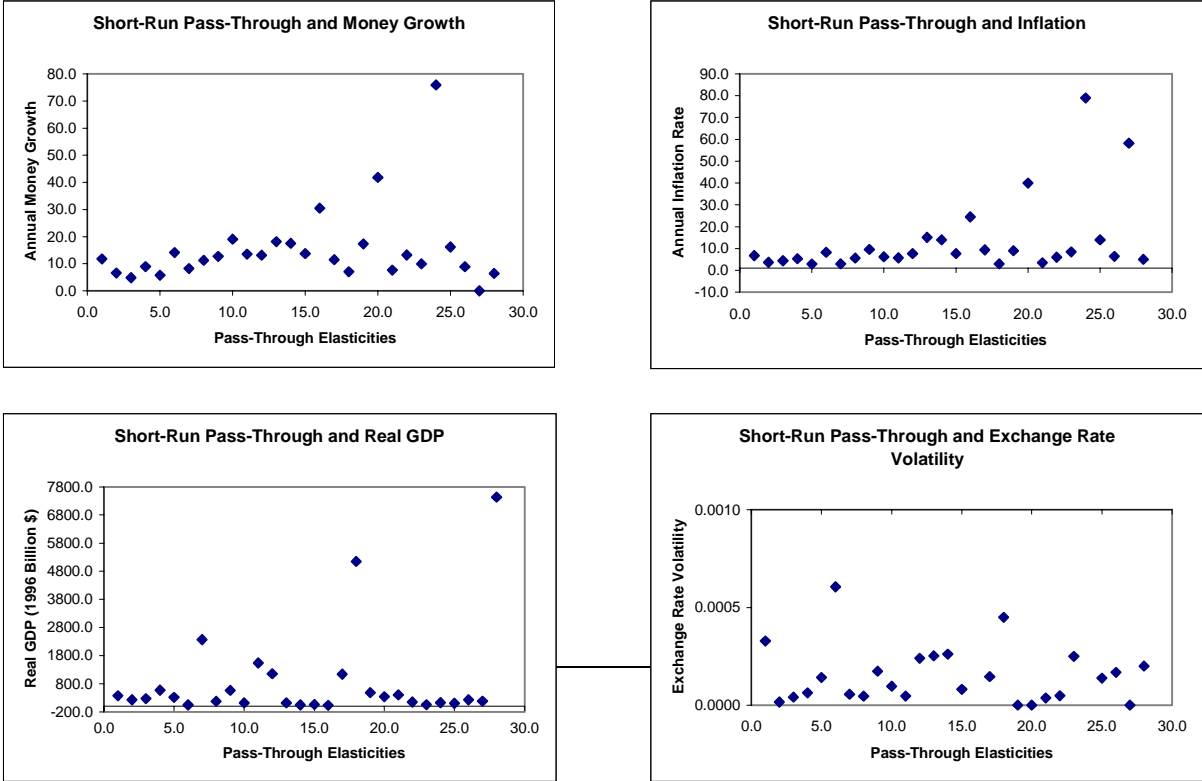 Short-Run Pass-Through and Money Growth
80.0
70.0
60.0
50.0
40.0
30.0
20.0
10.0
0.0
0.0 5.0 10.0 15.0 20.0 25.0 30.0
Annual Money Growth
Pass-Through Elasticities
Short-Run Pass-Through and Inflation
90.0
80.0
70.0
60.0
50.0
40.0
30.0
20.0
10.0
0.0
-10.0
0.0 5.0 10.0 15.0 20.0 25.0 30.0
Annual Inflation Rate
Pass-Through Elasticities
Short-Run Pass-Through and Real GDP
7800.0
6800.0
5800.0
4800.0
3800.0
2800.0
1800.0
800.0
-200.0
0.0 5.0 10.0 15.0 20.0 25.0 30.0
Real GDP (1996 Billion $)
Pass-Through Elasticities
Short-Run Pass-Through and Exchange Rate
Volatility
0.0010
0.0005
0.0000
0.0 5.0 10.0 15.0 20.0 25.0 30.0
Exchange Rate Volatility
Pass-Through Elasticities